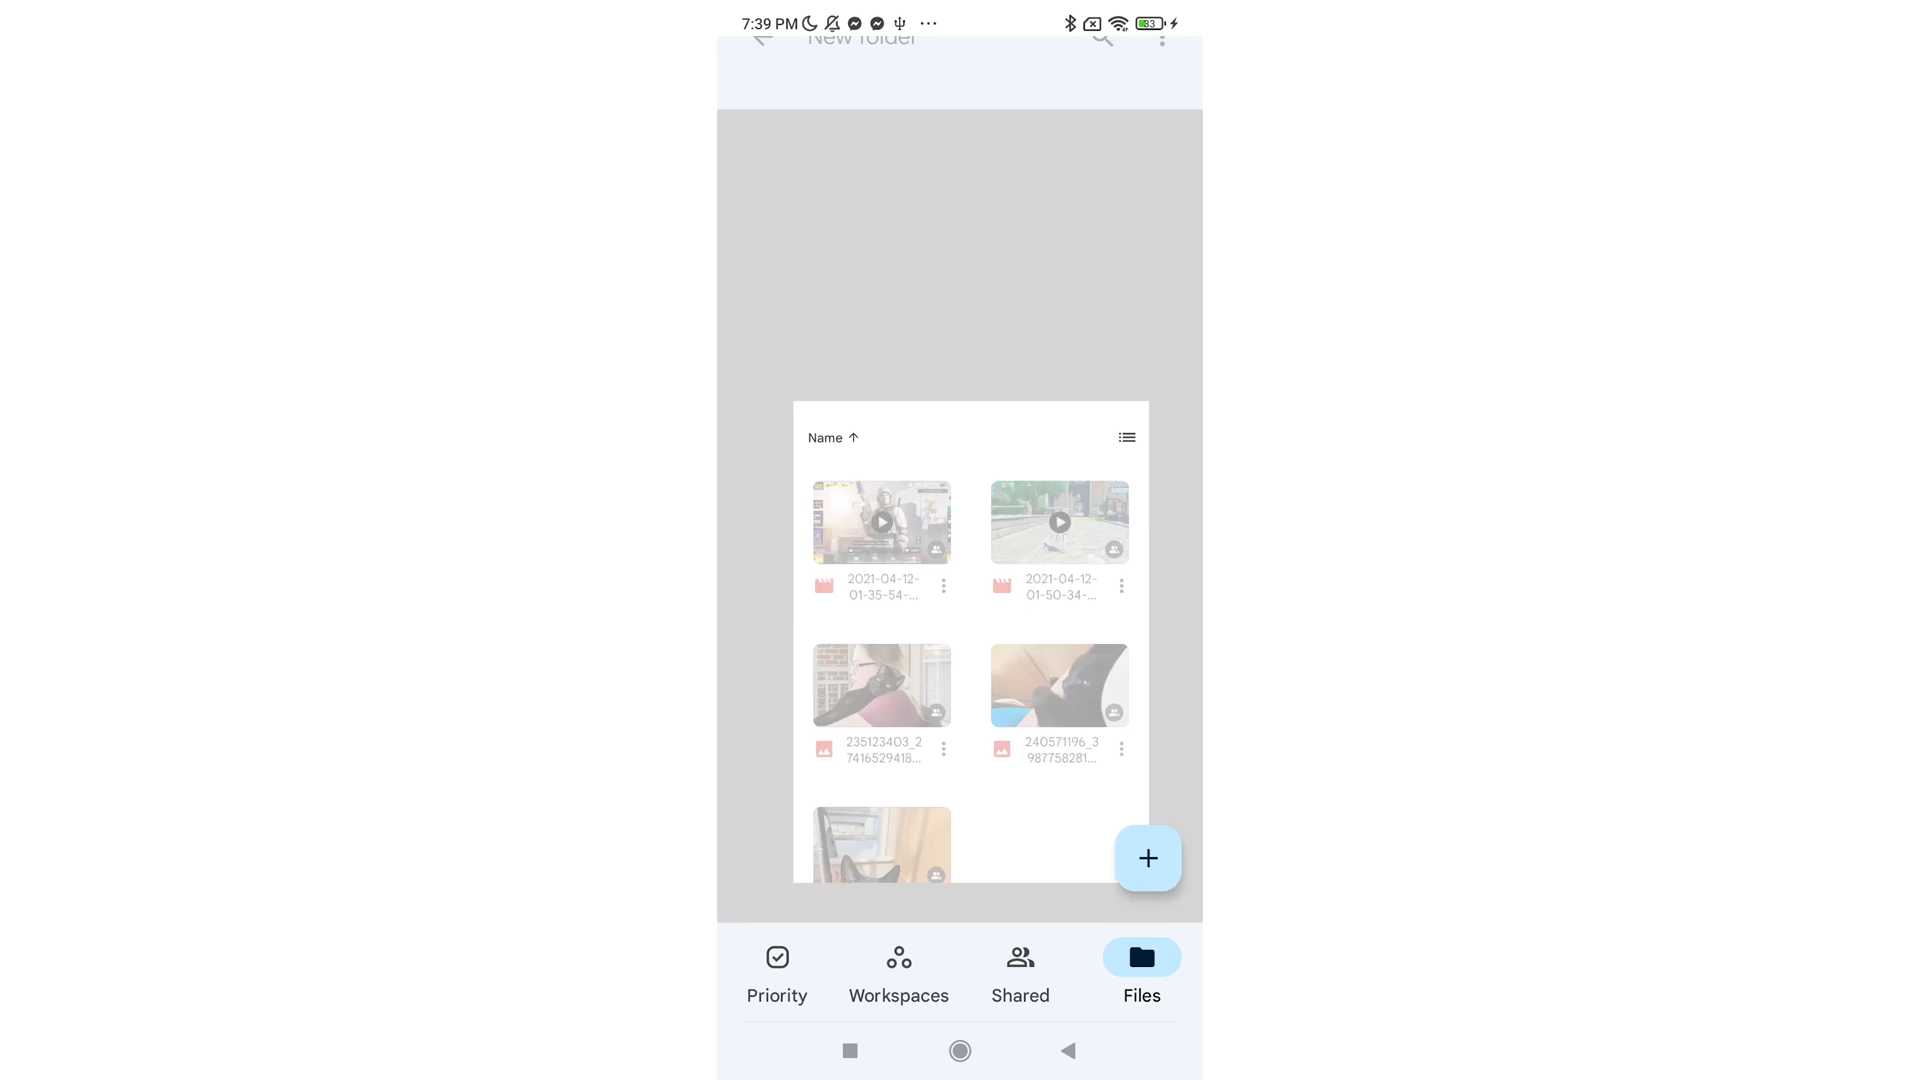 7:39 PM
33
New folder
Name
2021-04-12-
01-35-54-...
2021-04-12-
01-50-34-...
235123403_2
7416529418...
240571196_3
987758281...
Priority
Workspaces
Shared
Files